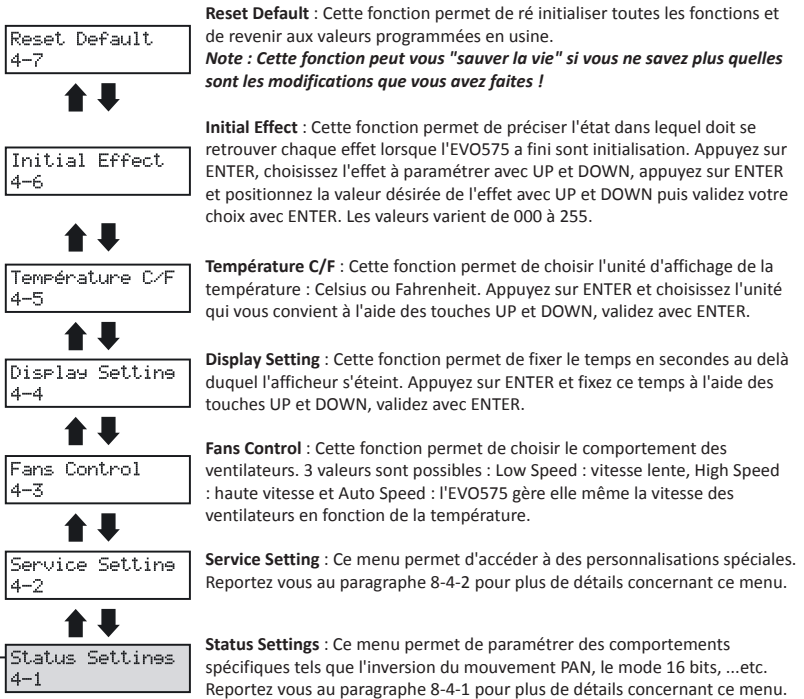 Reset Default
4-7
Reset Default : Cette fonction permet de ré initialiser toutes les fonctions et
de revenir aux valeurs programmées en usine.
Note : Cette fonction peut vous "sauver la vie" si vous ne savez plus quelles
sont les modifications que vous avez faites !
Initial Effect
4-6
Initial Effect : Cette fonction permet de préciser l'état dans lequel doit se
retrouver chaque effet lorsque l'EVO575 a fini sont initialisation. Appuyez sur
ENTER, choisissez l'effet à paramétrer avec UP et DOWN, appuyez sur ENTER
et positionnez la valeur désirée de l'effet avec UP et DOWN puis validez votre
choix avec ENTER. Les valeurs varient de 000 à 255.
Température C/F
4-5
Température C/F : Cette fonction permet de choisir l'unité d'affichage de la
température : Celsius ou Fahrenheit. Appuyez sur ENTER et choisissez l'unité
qui vous convient à l'aide des touches UP et DOWN, validez avec ENTER.
Display Setting
4-4
Display Setting : Cette fonction permet de fixer le temps en secondes au delà
duquel l'afficheur s'éteint. Appuyez sur ENTER et fixez ce temps à l'aide des
touches UP et DOWN, validez avec ENTER.
Fans Control
4-3
Fans Control : Cette fonction permet de choisir le comportement des
ventilateurs. 3 valeurs sont possibles : Low Speed : vitesse lente, High Speed
: haute vitesse et Auto Speed : l'EVO575 gère elle même la vitesse des
ventilateurs en fonction de la température.
Service Setting
4-2
Service Setting : Ce menu permet d'accéder à des personnalisations spéciales.
Reportez vous au paragraphe 8-4-2 pour plus de détails concernant ce menu.
Status Settings
4-1
Status Settings : Ce menu permet de paramétrer des comportements
spécifiques tels que l'inversion du mouvement PAN, le mode 16 bits, ...etc.
Reportez vous au paragraphe 8-4-1 pour plus de détails concernant ce menu.